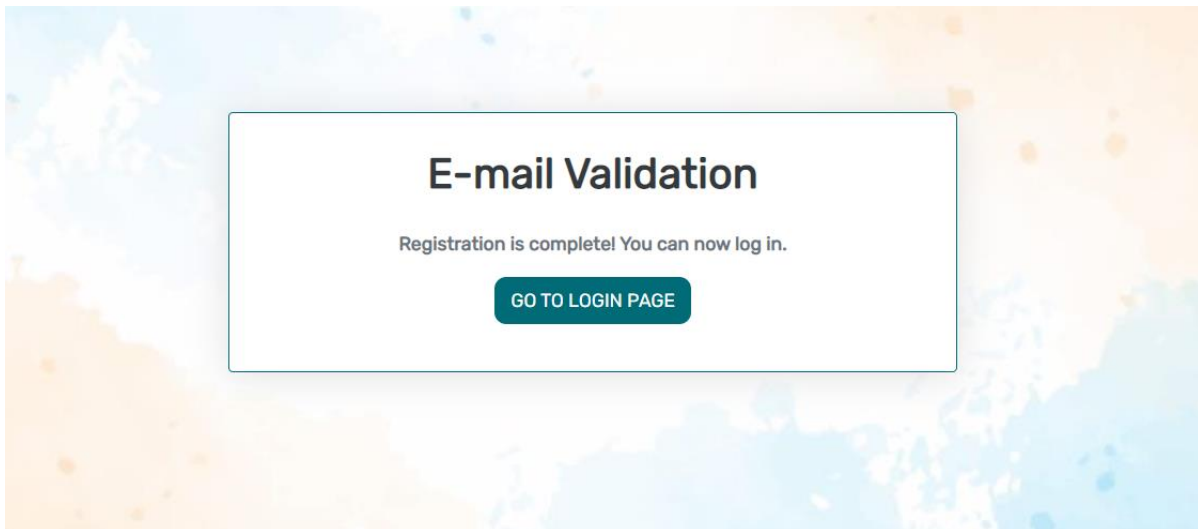 E-mail Validation
Registration is complete! You can now log in.
GO TO LOGIN PAGE